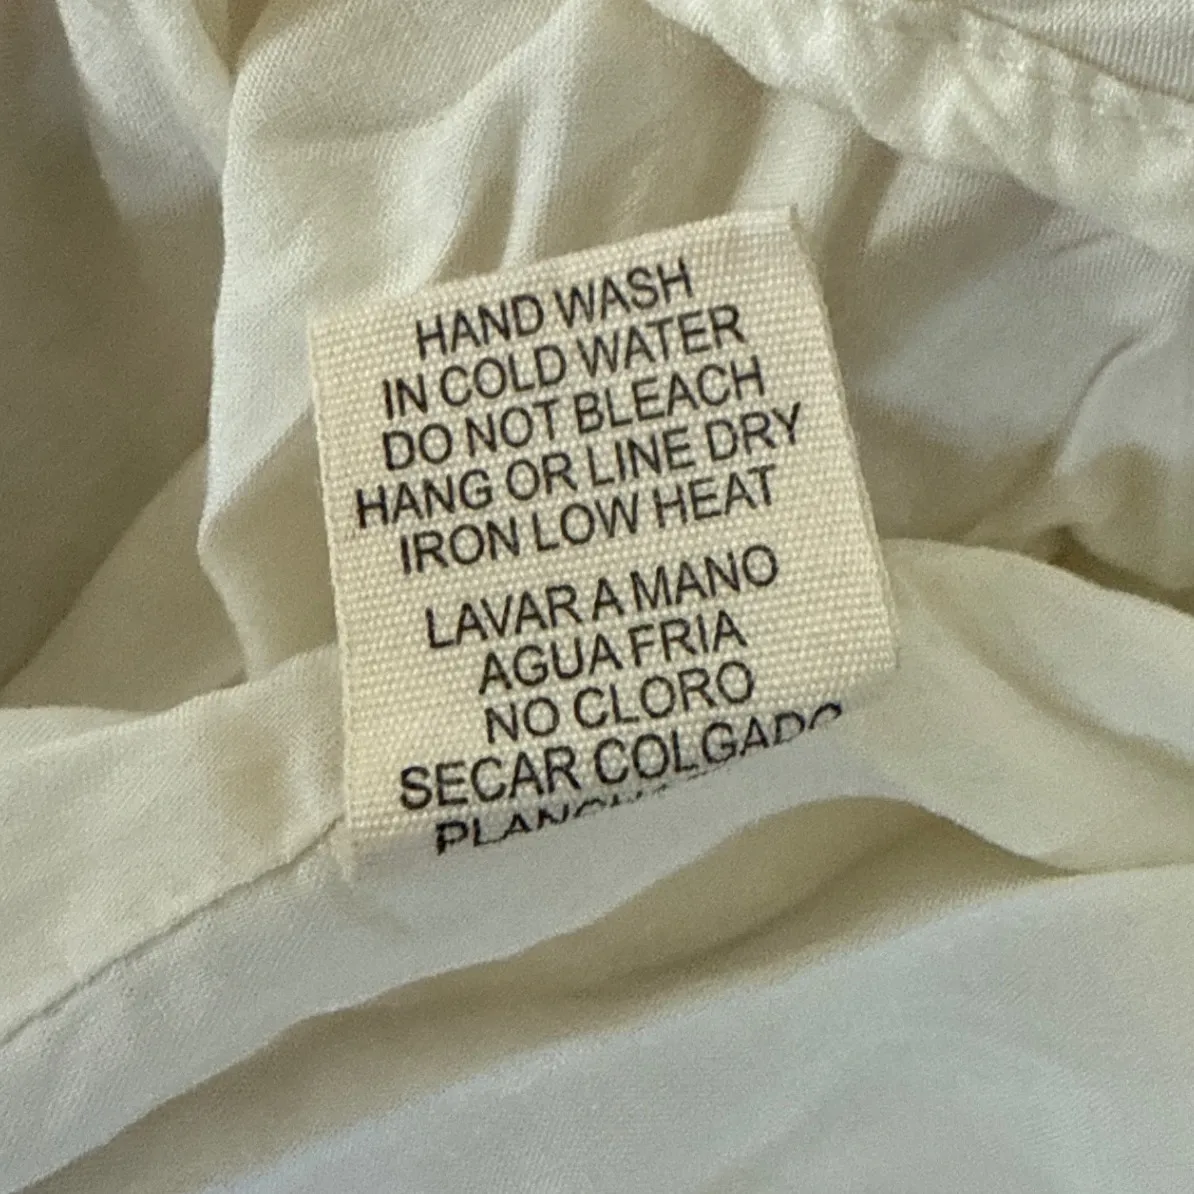 HAND WASH
IN COLD WATER
DO NOT BLEACH
HANG OR LINE DRY
IRON LOW HEAT
LAVAR A MANO
AGUA FRIA
NO CLORO
SECAR COLGADO